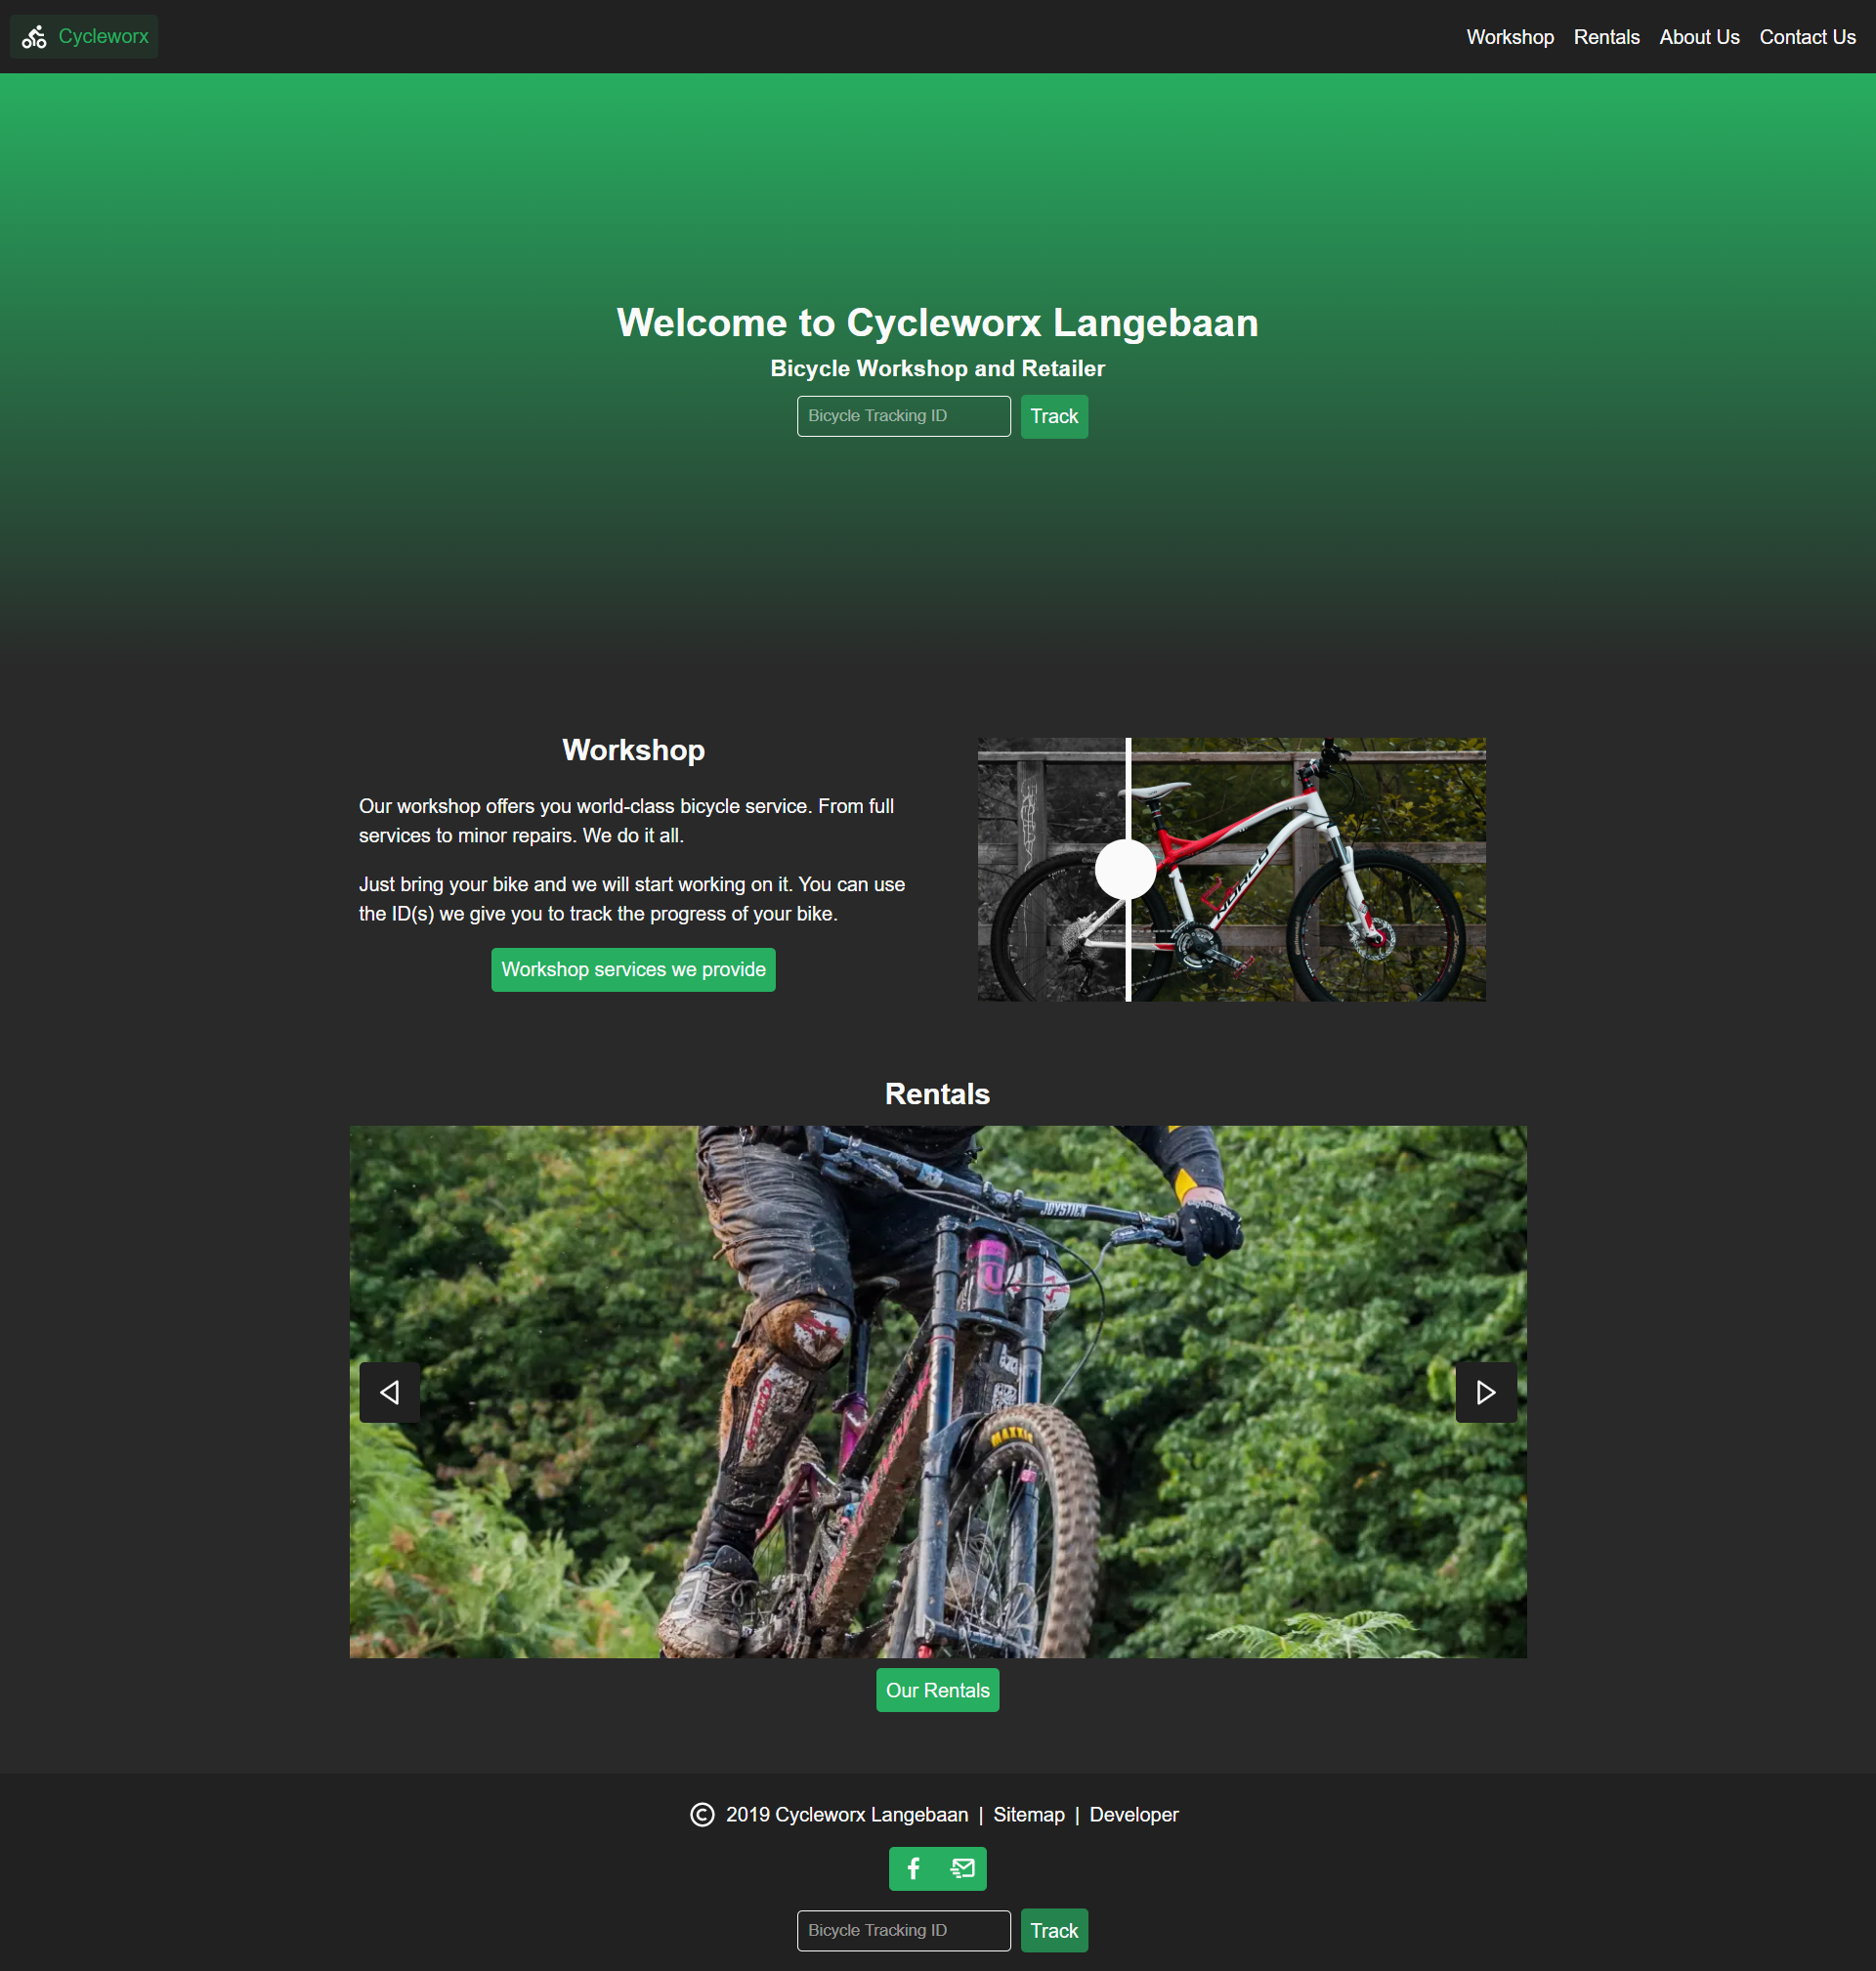 Cycleworx
Workshop Rentals About Us Contact Us
Welcome to Cycleworx Langebaan
Bicycle Workshop and Retailer
Bicycle Tracking ID
Track
Workshop
Our workshop offers you world-class bicycle service. From full
services to minor repairs. We do it all.
Just bring your bike and we will start working on it. You can use
the ID(s) we give you to track the progress of your bike.
Workshop services we provide
NORCO
Rentals
JOYSTICK
MAXXIS
Our Rentals
© 2019 Cycleworx Langebaan | Sitemap | Developer
Bicycle Tracking ID
Track